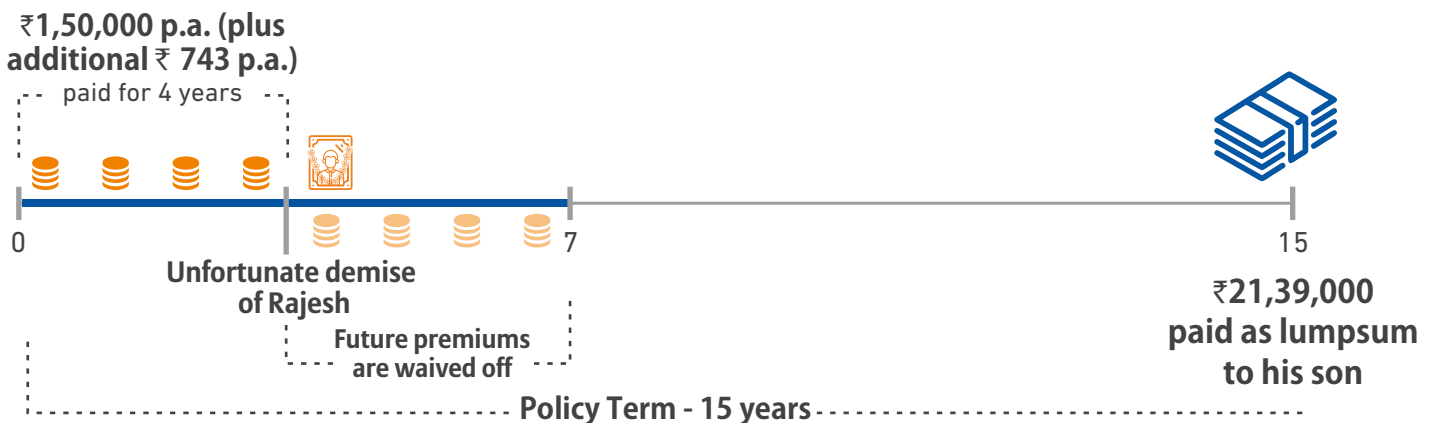 ₹1,50,000 p.a. (plus
additional ₹ 743 p.a.)
paid for 4 years
0
7
15
Unfortunate demise
of Rajesh
Future premiums
are waived off
₹21,39,000
paid as lumpsum
to his son
Policy Term - 15 years